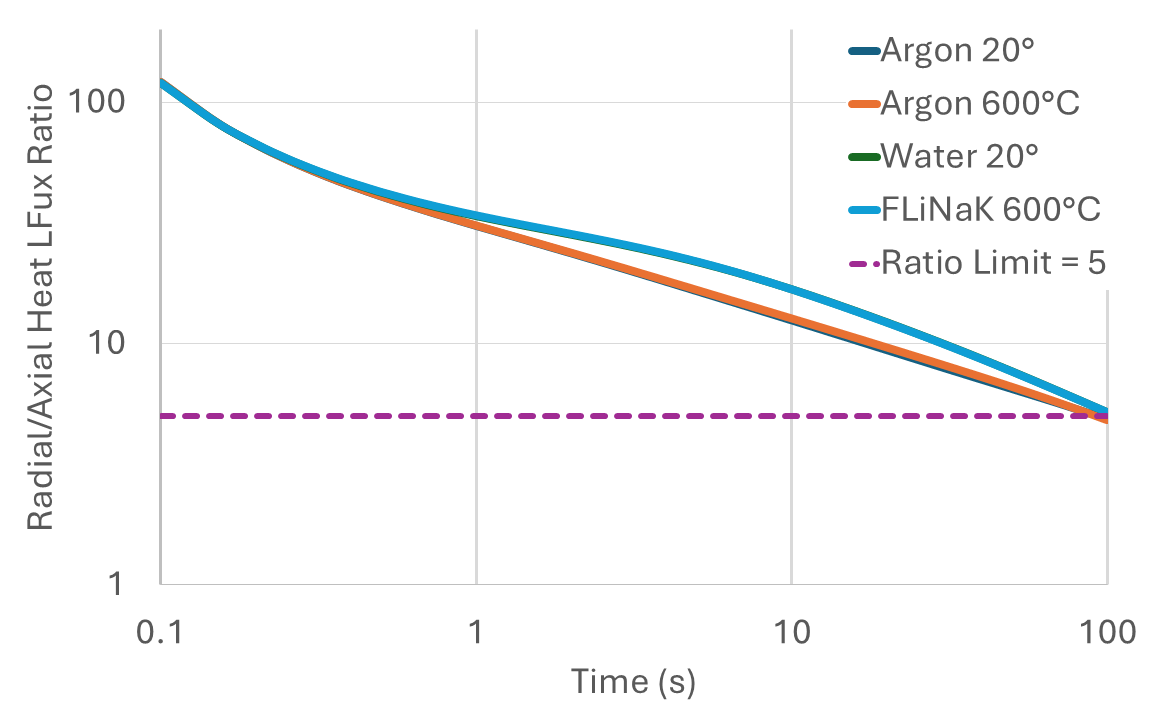 Radial/Axial Heat LFux Ratio
100
10
1
0.1
1
10
100
Time (s)
Argon 20°
Argon 600°C
Water 20°
FLiNaK 600°C
Ratio Limit = 5